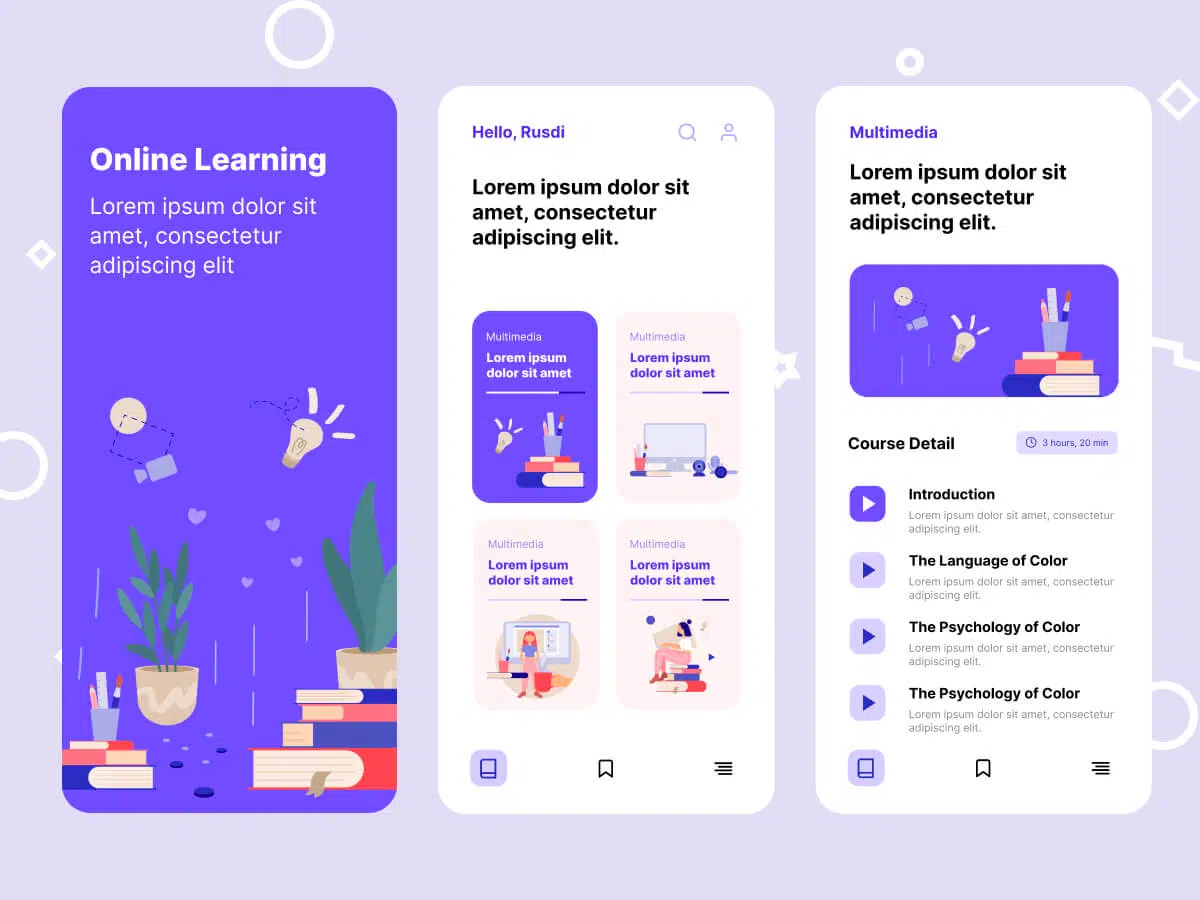 Online Learning
Lorem ipsum dolor sit
amet, consectetur
adipiscing elit
Hello, Rusdi
Lorem ipsum dolor sit
amet, consectetur
adipiscing elit.
Multimedia
Lorem ipsum
dolor sit amet
Multimedia
Lorem ipsum
dolor sit amet
Multimedia
Lorem ipsum
dolor sit amet
Multimedia
Lorem ipsum
dolor sit amet
Multimedia
Lorem ipsum dolor sit
amet, consectetur
adipiscing elit.
Course Detail
3 hours, 20 min
Introduction
Lorem ipsum dolor sit amet, consectetur
adipiscing elit.
The Language of Color
Lorem ipsum dolor sit amet, consectetur
adipiscing elit.
The Psychology of Color
Lorem ipsum dolor sit amet, consectetur
adipiscing elit.
The Psychology of Color
Lorem ipsum dolor sit amet, consectetur
adipiscing elit.